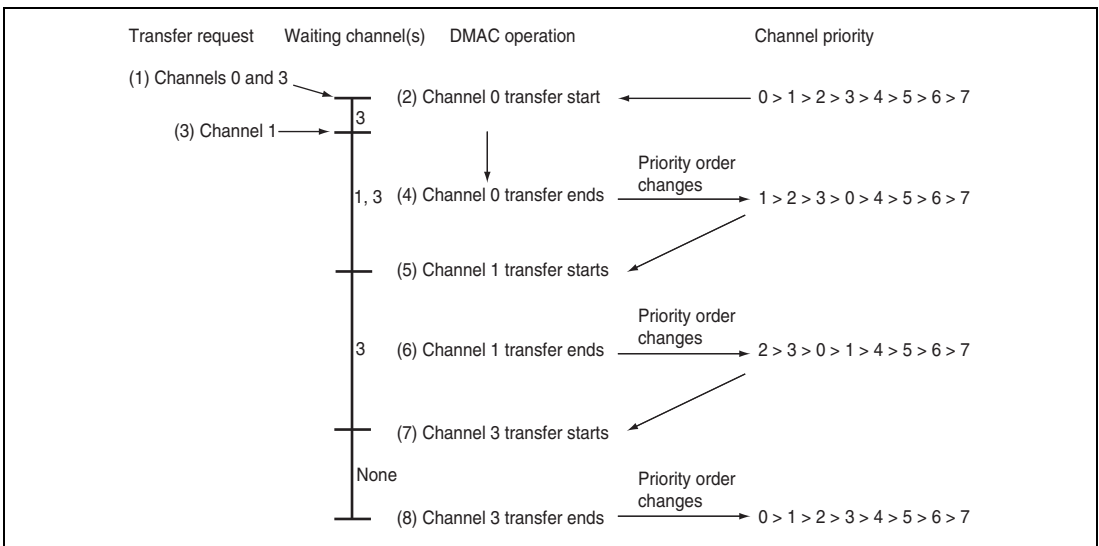 Transfer request Waiting channel(s) DMAC operation Channel priority
(1) Channels 0 and 3
(2) Channel 0 transfer start 0 > 1 > 2 > 3 > 4 > 5 > 6 > 7
3
(3) Channel 1
Priority order
changes
1, 3 (4) Channel 0 transfer ends 1 > 2 > 3 > 0 > 4 > 5 > 6 > 7
(5) Channel 1 transfer starts
Priority order
changes
3 (6) Channel 1 transfer ends 2 > 3 > 0 > 1 > 4 > 5 > 6 > 7
(7) Channel 3 transfer starts
None
Priority order
changes
(8) Channel 3 transfer ends 0 > 1 > 2 > 3 > 4 > 5 > 6 > 7